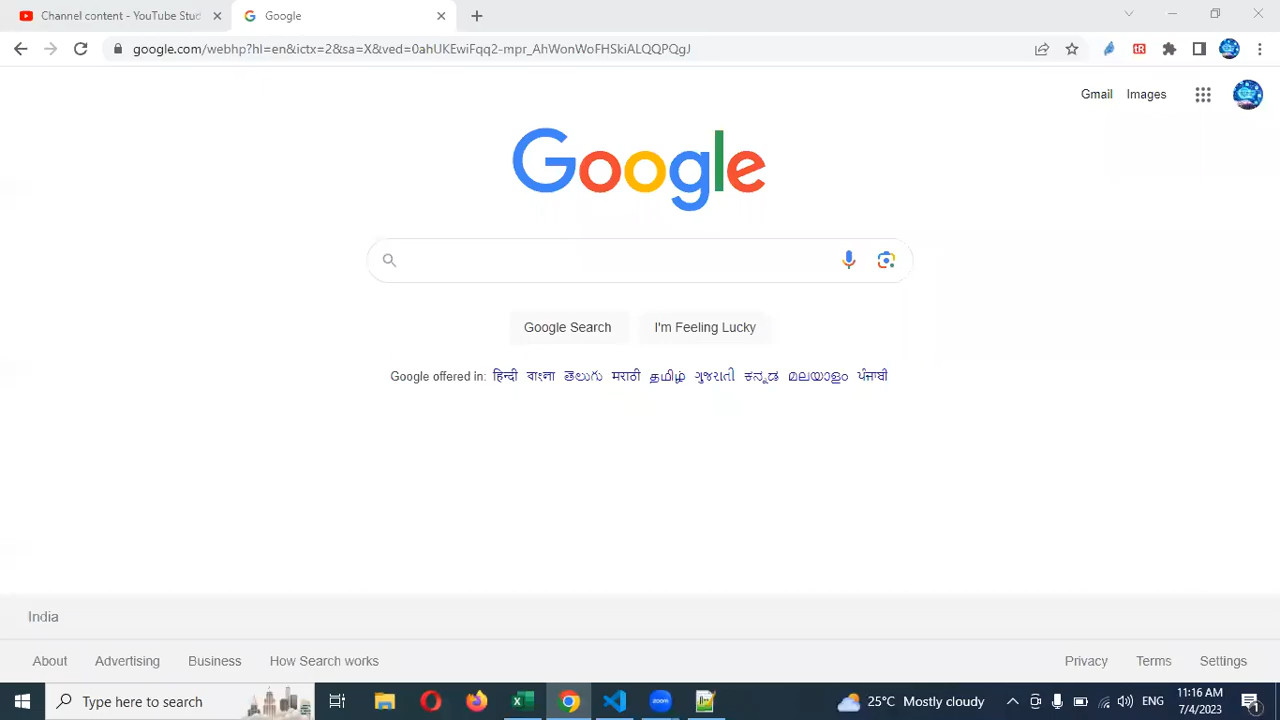 Channel content - YouTube Stud
Google
google.com/webhp?hl=en&ictx=2&sa=X&ved=0ahUKEwiFqq2-mpr_AhWonWoFHSkiALQQPQgJ
Gmail Images
Google
Google Search I'm Feeling Lucky
Google offered in: हिन्दी বাংলা తెలుగు मराठी தமிழ் ગુજરાતી ಕನ್ನಡ മലയാളം ਪੰਜਾਬੀ
India
About Advertising Business How Search works Privacy Terms Settings
Type here to search 25°C Mostly cloudy ENG 11:16 AM
7/4/2023